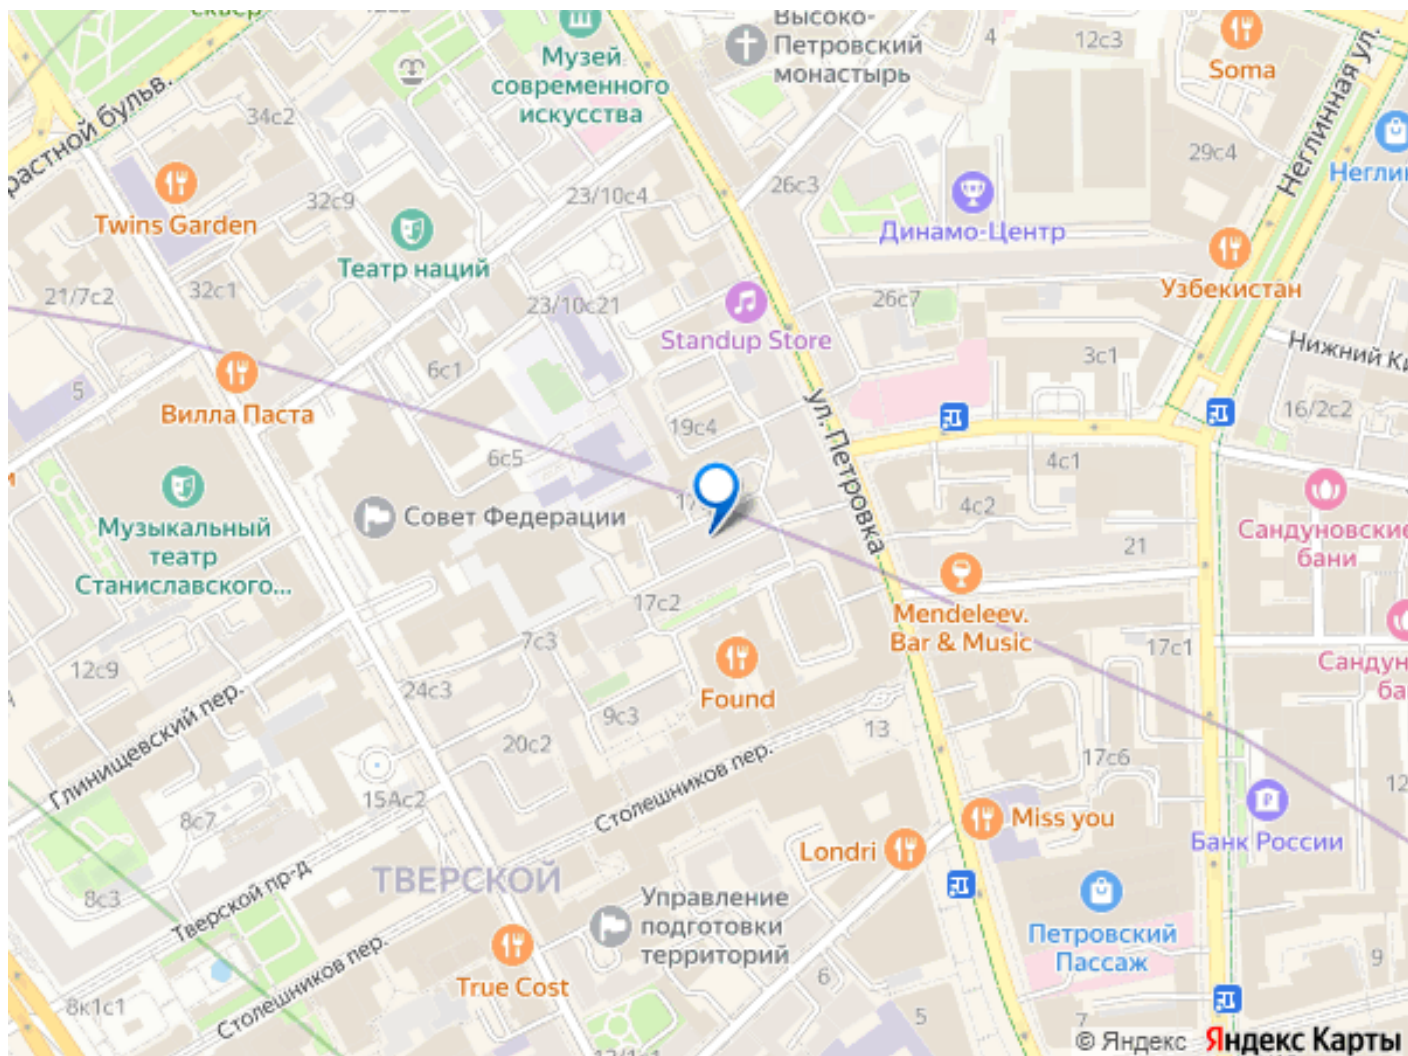 Высоко-
Петровский
монастырь
4
12с3
Soma
Неглинная ул.
Музей
современного
искусства
34с2
29с4
Twins Garden
32с9
23/10с4
26с3
Динамо-Центр
Театр наций
21/7с2
32с1
23/10с21
26с7
Узбекистан
Standup Store
Нижний
3с1
6с1
5
Вилла Паста
16/2с2
19с4
ул. Петровка
6с5
4с1
4с2
Совет Федерации
Сандуновские
бани
Музыкальный
театр
Станиславского...
21
17с2
Mendeleev.
Bar & Music
7с3
17с1
12с9
24с3
Found
9с3
13
20с2
Глинищевский пер.
17с6
Столешников пер.
15Ас2
8с7
Miss you
Londri
Банк России
ТВЕРСКОЙ
8с3
Тверской пр-д
Управление
подготовки
территорий
Петровский
Пассаж
9
True Cost
6
Столешников пер.
8к1с1
5
7
© Яндекс Яндекс Карты